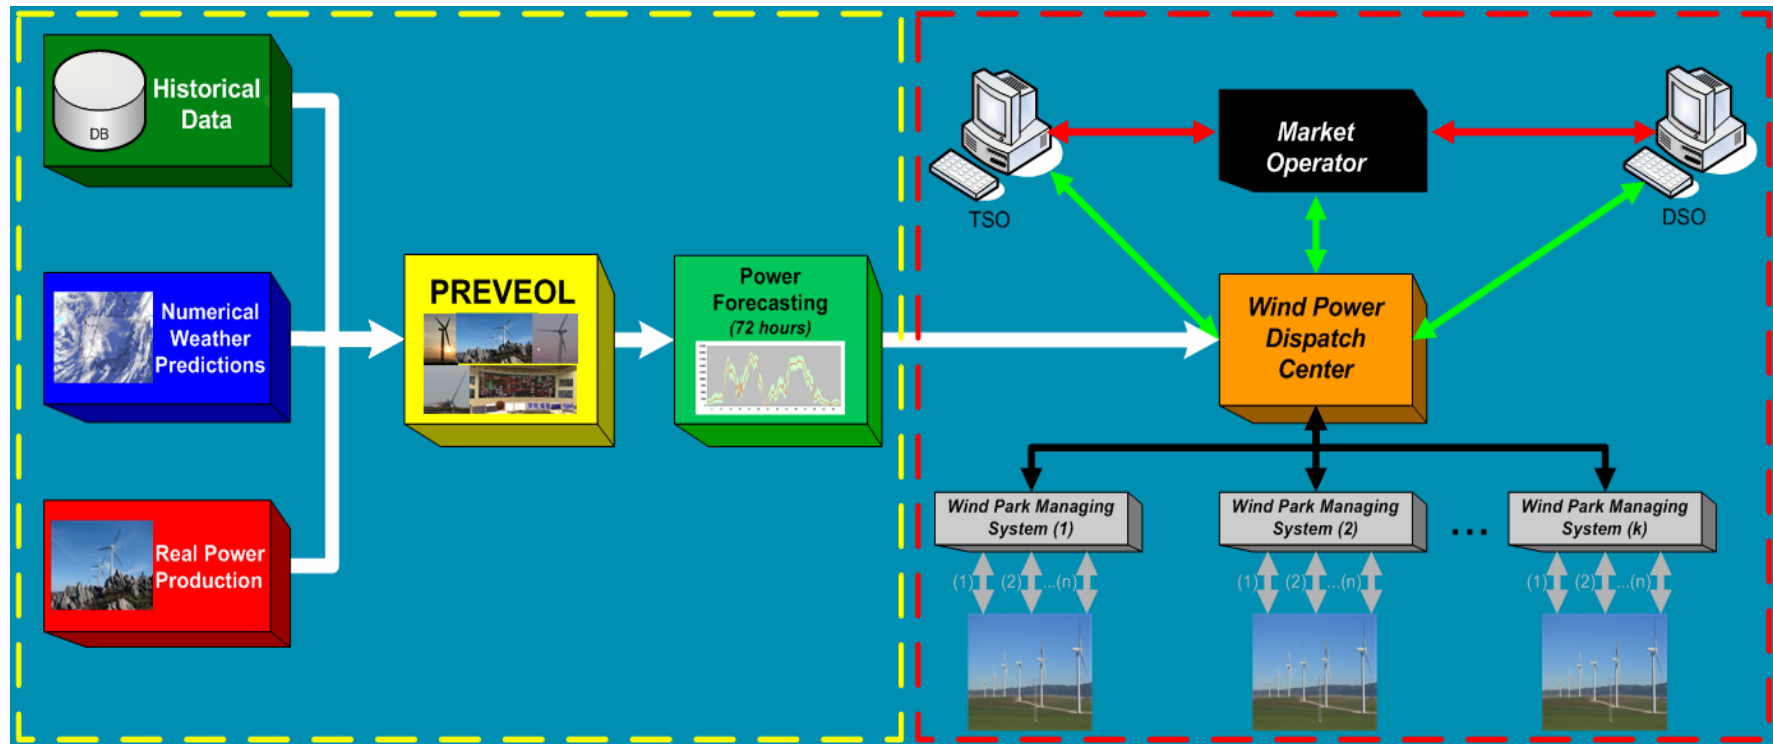 DB
Historical
Data
Numerical
Weather
Predictions
Real Power
Production
PREVEOL
Power
Forecasting
(72 hours)
TSO
Market
Operator
DSO
Wind Power
Dispatch
Center
Wind Park Managing
System (1)
Wind Park Managing
System (2)
...
Wind Park Managing
System (k)
(1) (2) ...(n)
(1) (2) ...(n)
(1) (2) ...(n)